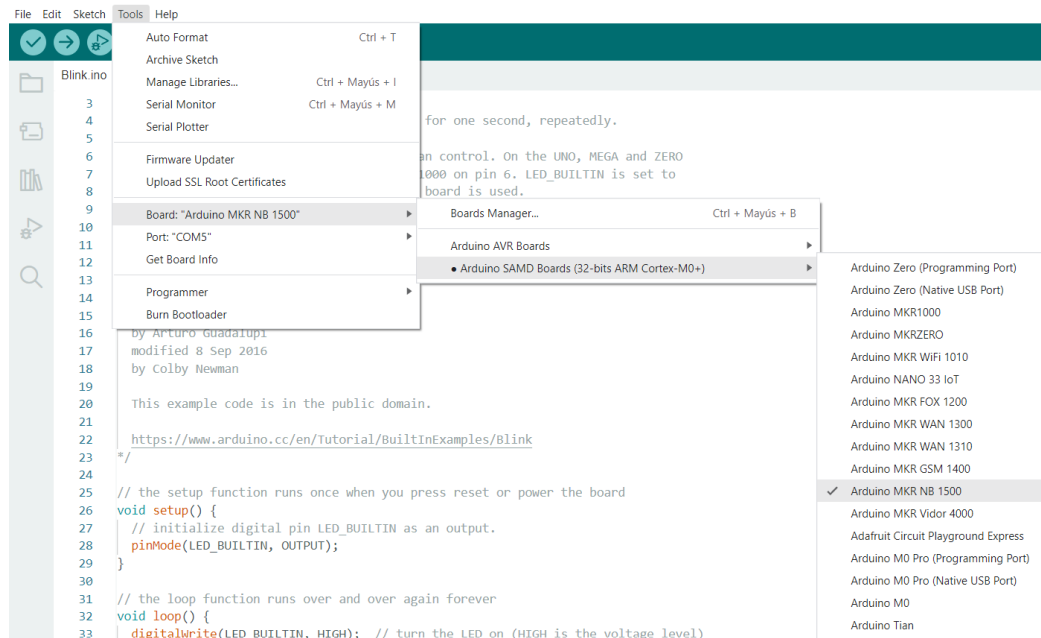 File Edit Sketch Tools Help
Blink.ino
Auto Format Ctrl + T
Archive Sketch
Manage Libraries... Ctrl + Mayús + I
Serial Monitor Ctrl + Mayús + M
Serial Plotter
Firmware Updater
Upload SSL Root Certificates
Board: "Arduino MKR NB 1500"
Port: "COM5"
Get Board Info
Programmer
Burn Bootloader
Boards Manager... Ctrl + Mayús + B
Arduino AVR Boards
● Arduino SAMD Boards (32-bits ARM Cortex-M0+)
Arduino Zero (Programming Port)
Arduino Zero (Native USB Port)
Arduino MKR1000
Arduino MKRZERO
Arduino MKR WiFi 1010
Arduino NANO 33 IoT
Arduino MKR FOX 1200
Arduino MKR WAN 1300
Arduino MKR WAN 1310
Arduino MKR GSM 1400
✓ Arduino MKR NB 1500
Arduino MKR Vidor 4000
Adafruit Circuit Playground Express
Arduino M0 Pro (Programming Port)
Arduino M0 Pro (Native USB Port)
Arduino M0
Arduino Tian
3
4 for one second, repeatedly.
5
6 an control. On the UNO, MEGA and ZERO
7 1000 on pin 6. LED_BUILTIN is set to
8 board is used.
9
10
11
12
13
14
15
16 by Arturo Guadalupi
17 modified 8 Sep 2016
18 by Colby Newman
19
20 This example code is in the public domain.
21
22 https://www.arduino.cc/en/Tutorial/BuiltInExamples/Blink
23 */
24
25 // the setup function runs once when you press reset or power the board
26 void setup() {
27 // initialize digital pin LED_BUILTIN as an output.
28 pinMode(LED_BUILTIN, OUTPUT);
29 }
30
31 // the loop function runs over and over again forever
32 void loop() {
33 digitalWrite(LED_BUILTIN, HIGH); // turn the LED on (HIGH is the voltage level)